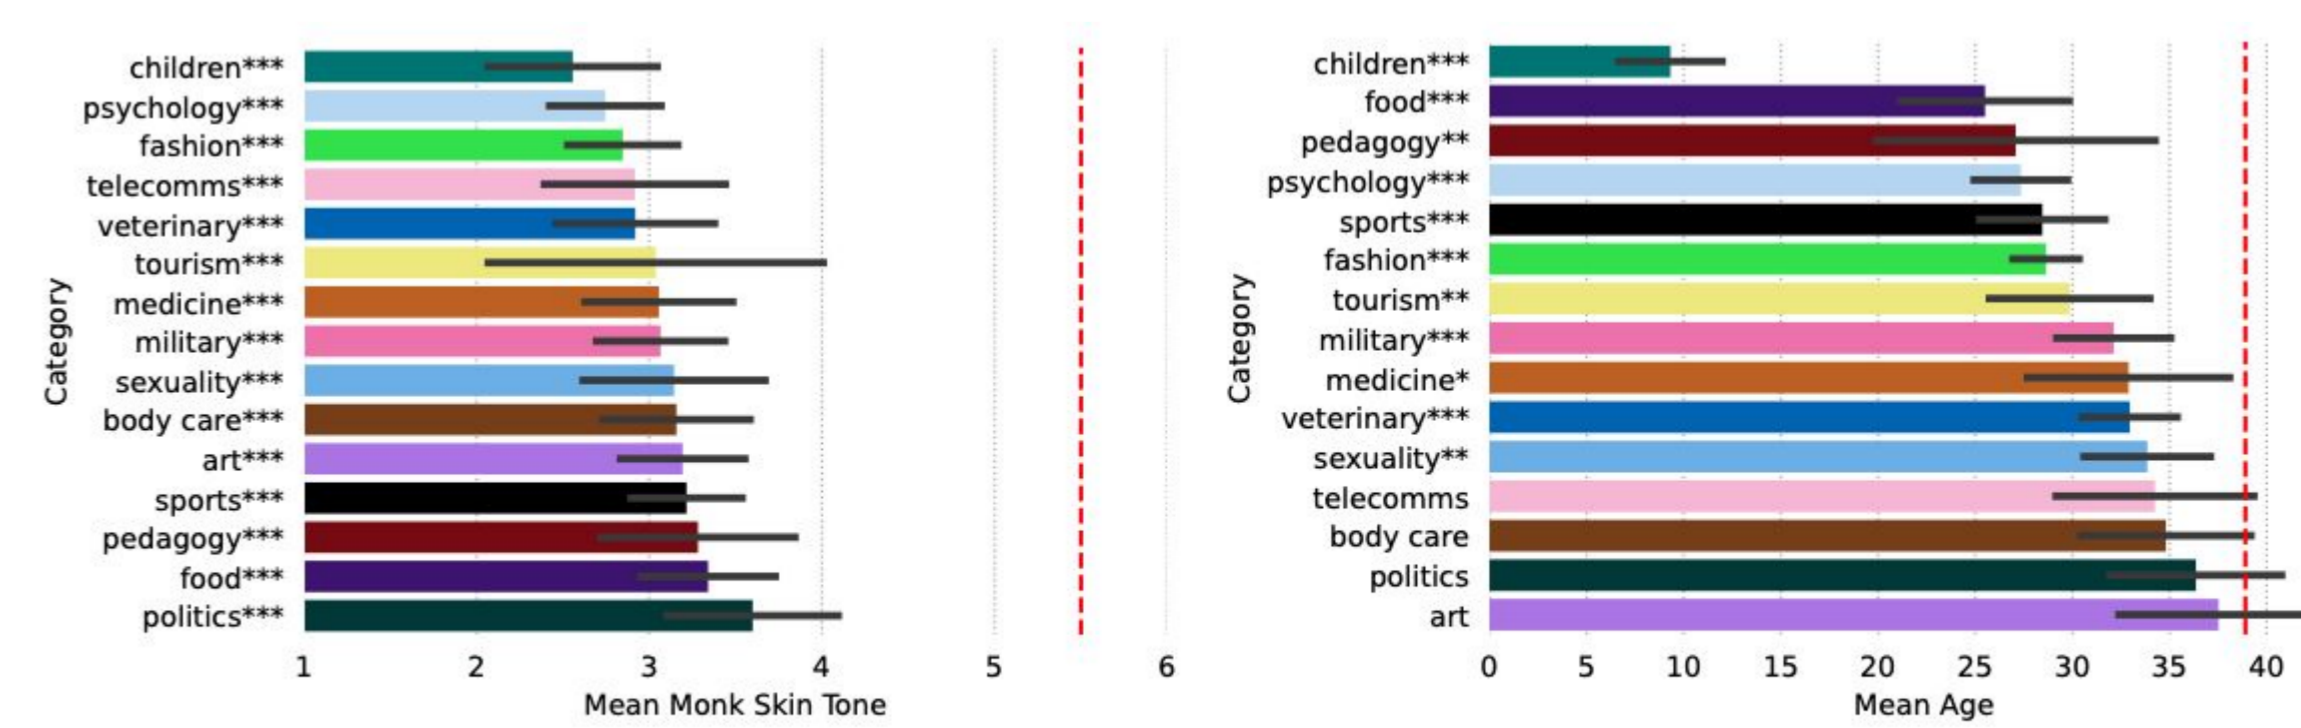 children***
psychology***
fashion***
telecomms***
veterinary***
tourism***
medicine***
military***
sexuality***
body care***
art***
sports***
pedagogy***
food***
politics***
Category
1 2 3 4 5 6
Mean Monk Skin Tone
children***
food***
pedagogy**
psychology***
sports***
fashion***
tourism**
military***
medicine*
veterinary***
sexuality**
telecomms
body care
politics
art
Category
0 5 10 15 20 25 30 35 40
Mean Age